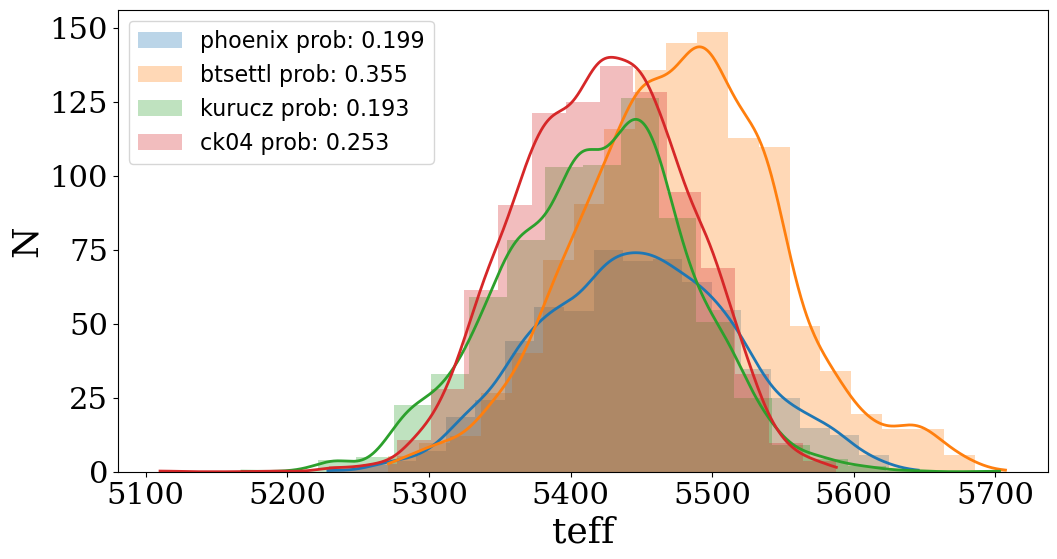 phoenix prob: 0.199
btsettl prob: 0.355
kurucz prob: 0.193
ck04 prob: 0.253
150
125
100
75
50
25
0
N
5100 5200 5300 5400 5500 5600 5700
teff